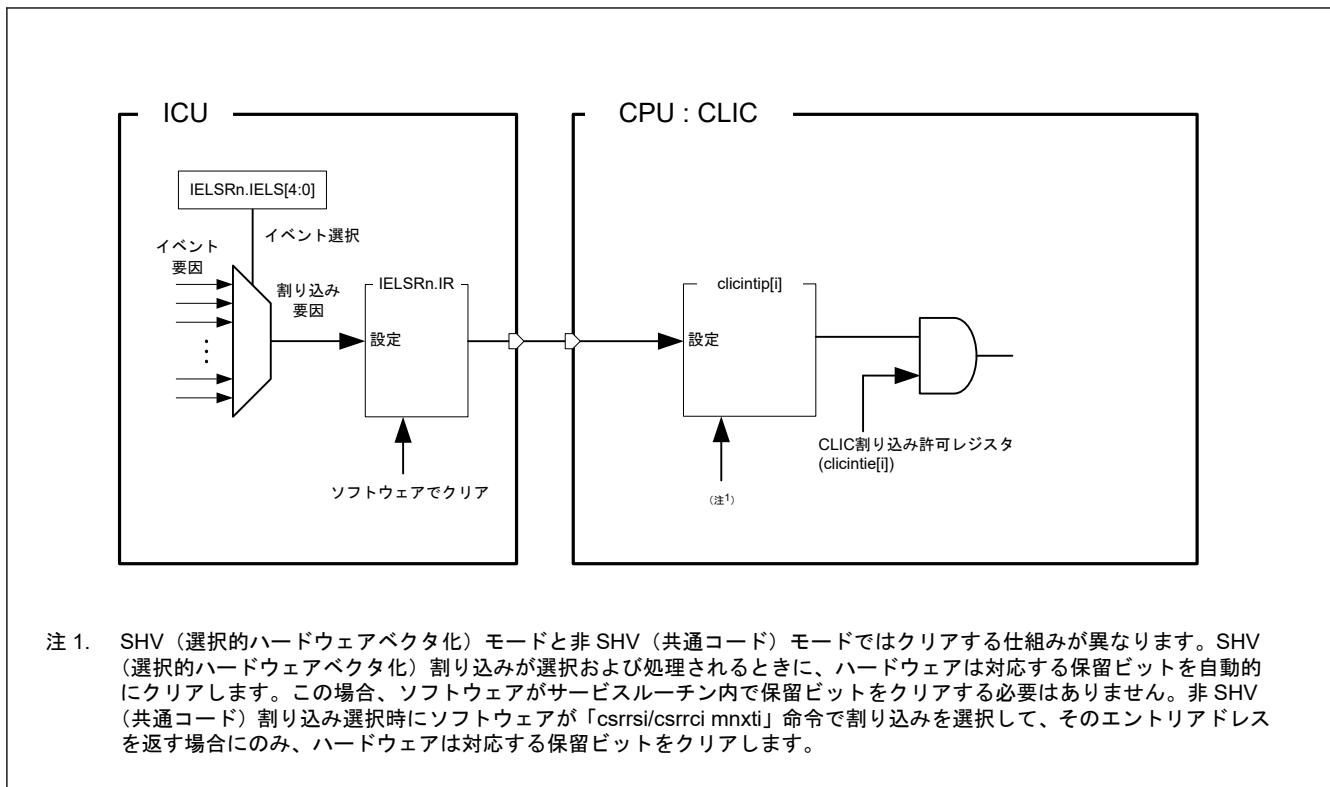 ICU
CPU : CLIC
IELSRn.IELS[4:0]
イベント選択
イベント
要因
割り込み
要因
IELSRn.IR
設定
ソフトウェアでクリア
clicintip[i]
設定
(注1)
CLIC割り込み許可レジスタ
(clicintie[i])
注 1. SHV（選択的ハードウェアベクタ化）モードと非 SHV（共通コード）モードではクリアする仕組みが異なります。SHV
（選択的ハードウェアベクタ化）割り込みが選択および処理されるときに、ハードウェアは対応する保留ビットを自動的
にクリアします。この場合、ソフトウェアがサービスルーチン内で保留ビットをクリアする必要はありません。非 SHV
（共通コード）割り込み選択時にソフトウェアが「csrrsi/csrrci mnxti」命令で割り込みを選択して、そのエントリアドレス
を返す場合にのみ、ハードウェアは対応する保留ビットをクリアします。